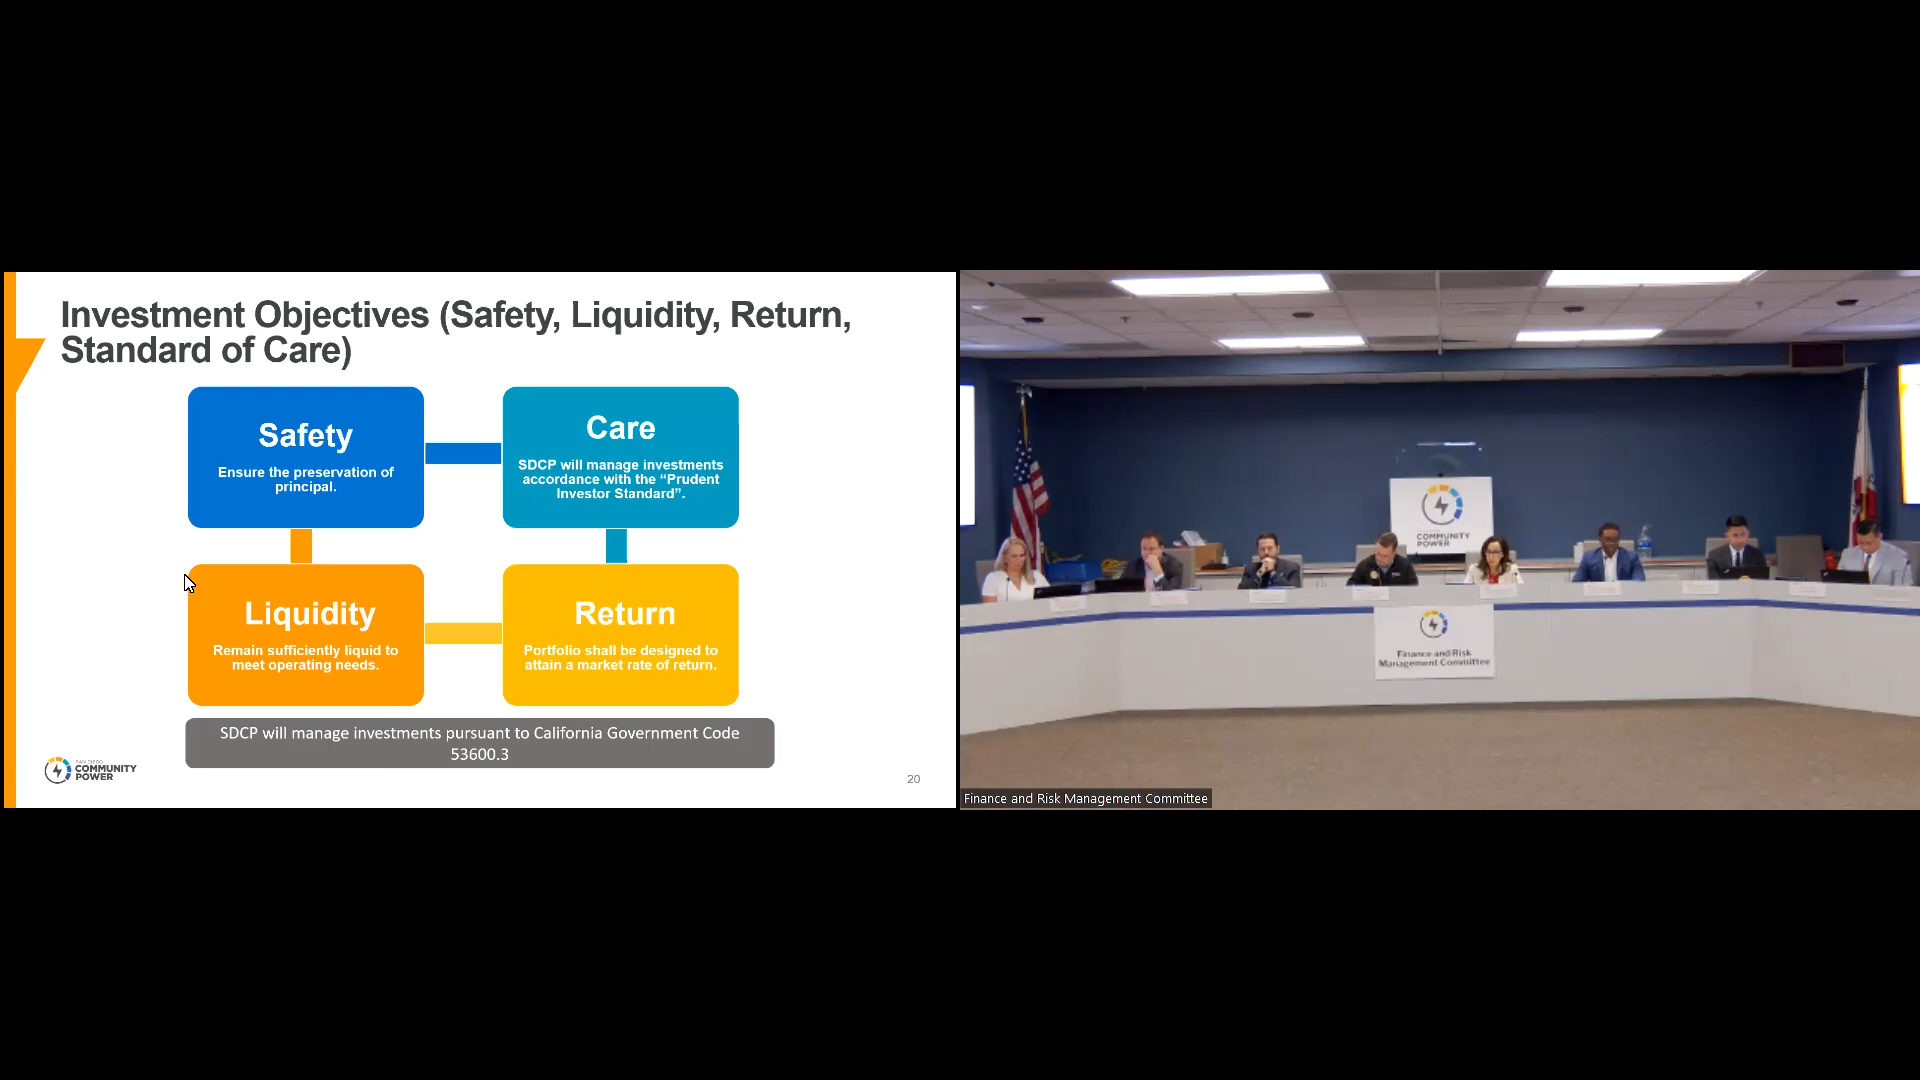 Investment Objectives (Safety, Liquidity, Return,
Standard of Care)
Safety
Ensure the preservation of
principal.
Care
SDCP will manage investments
accordance with the “Prudent
Investor Standard”.
Liquidity
Remain sufficiently liquid to
meet operating needs.
Return
Portfolio shall be designed to
attain a market rate of return.
SDCP will manage investments pursuant to California Government Code
53600.3
SAN DIEGO
COMMUNITY
POWER
20
COMMUNITY
POWER
Finance and Risk
Management Committee
Finance and Risk Management Committee